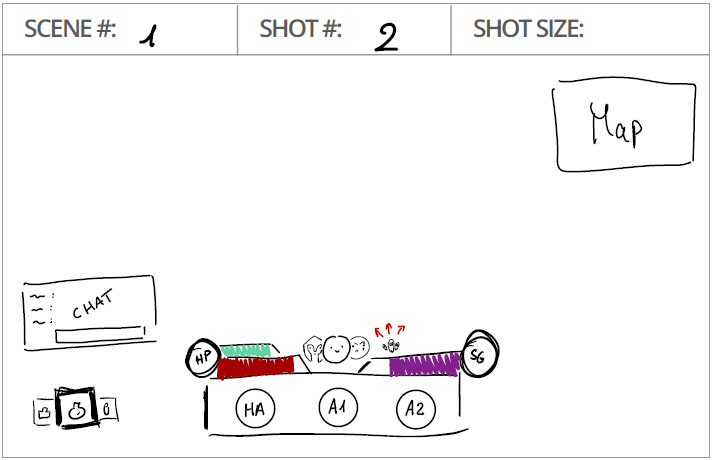 SCENE #: 1 SHOT #: 2 SHOT SIZE:
Map
CHAT
HP SG
HA A1 A2